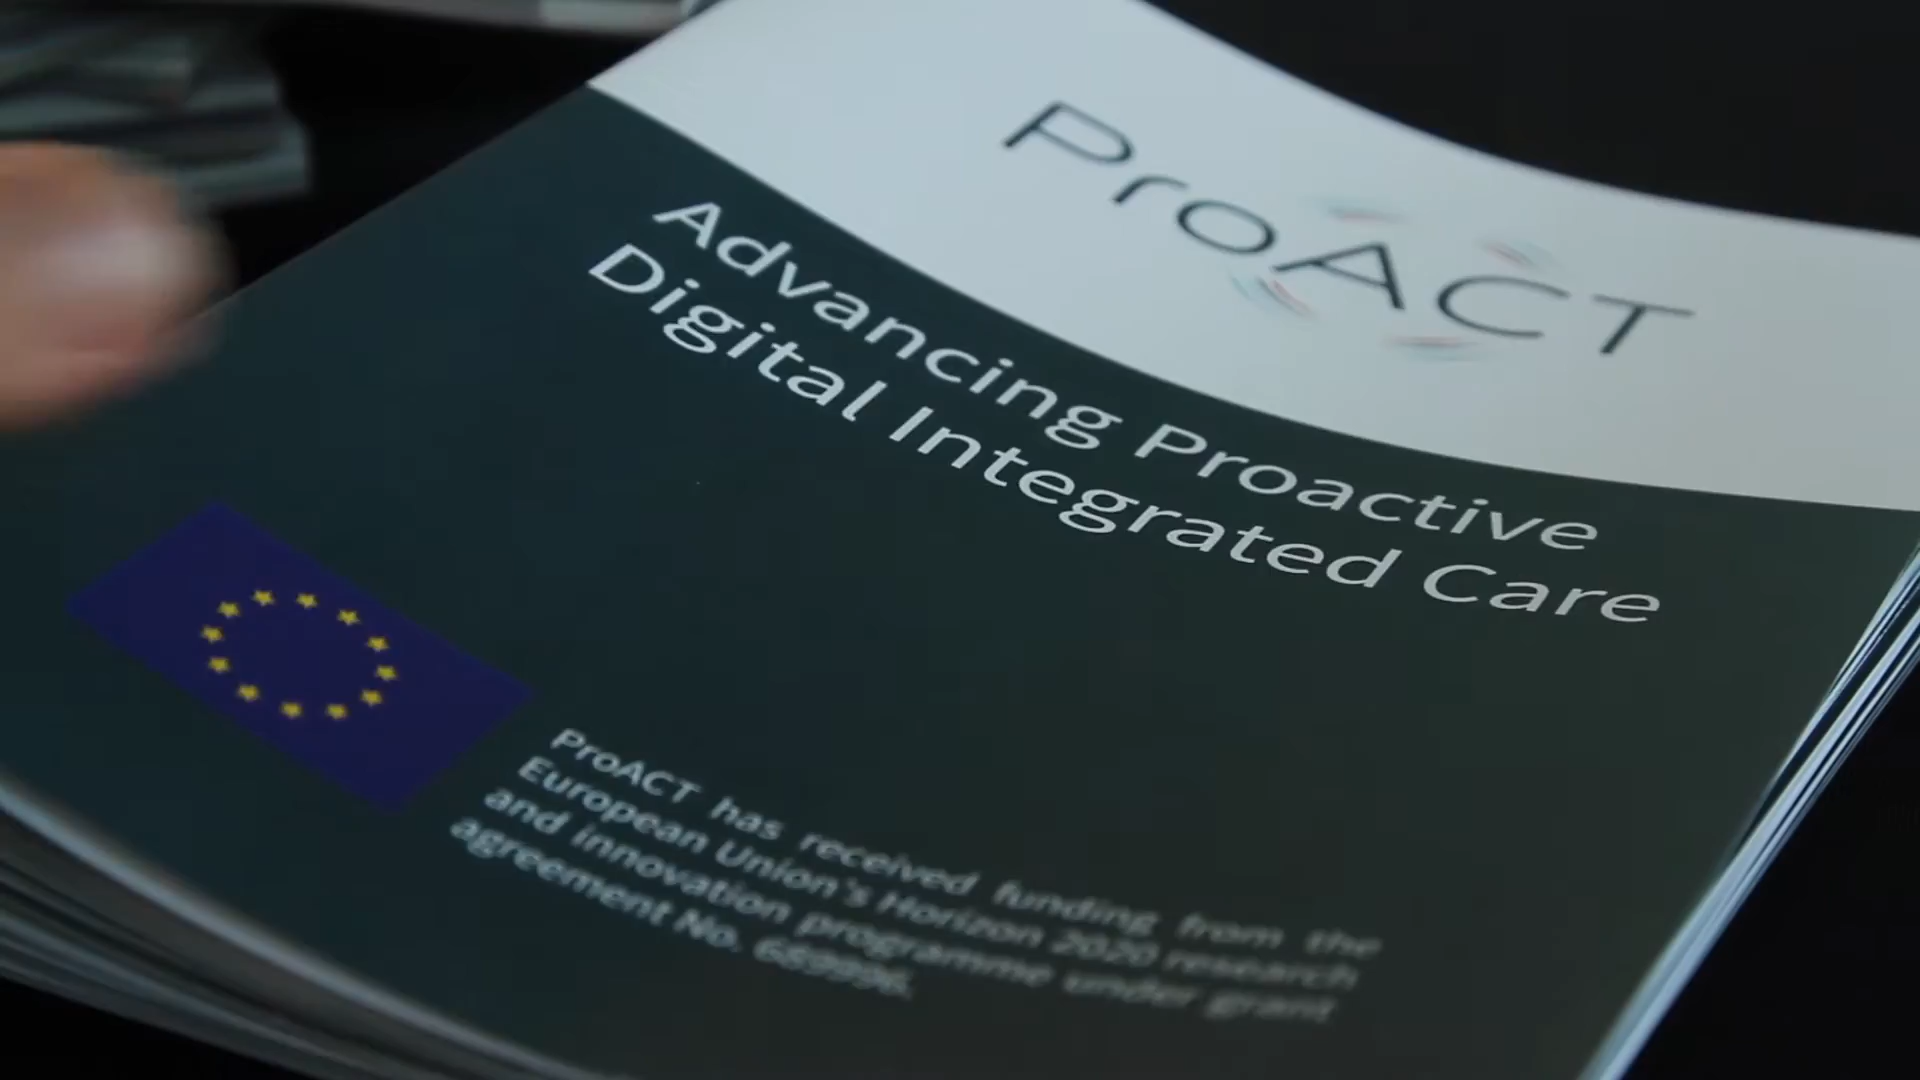 ProACT
Advancing Proactive
Digital Integrated Care
ProACT has received funding from the
European Union's Horizon 2020 research
and innovation programme under grant
agreement No. 689996.